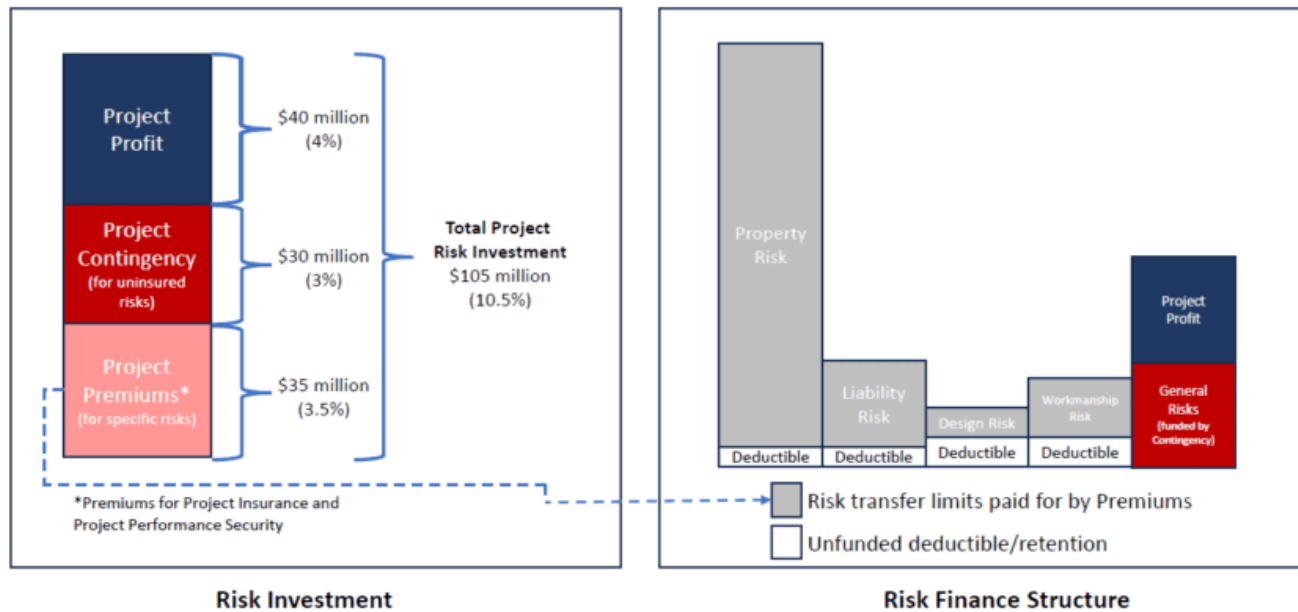 Project
Profit
$40 million
(4%)
Project
Contingency
(for uninsured
risks)
$30 million
(3%)
Project
Premiums*
(for specific risks)
$35 million
(3.5%)
Total Project
Risk Investment
$105 million
(10.5%)
*Premiums for Project Insurance and
Project Performance Security
Risk Investment
Property
Risk
Deductible
Liability
Risk
Deductible
Design Risk
Deductible
Workmanship
Risk
Deductible
Project
Profit
General
Risks
(funded by
Contingency)
Risk transfer limits paid for by Premiums
Unfunded deductible/retention
Risk Finance Structure